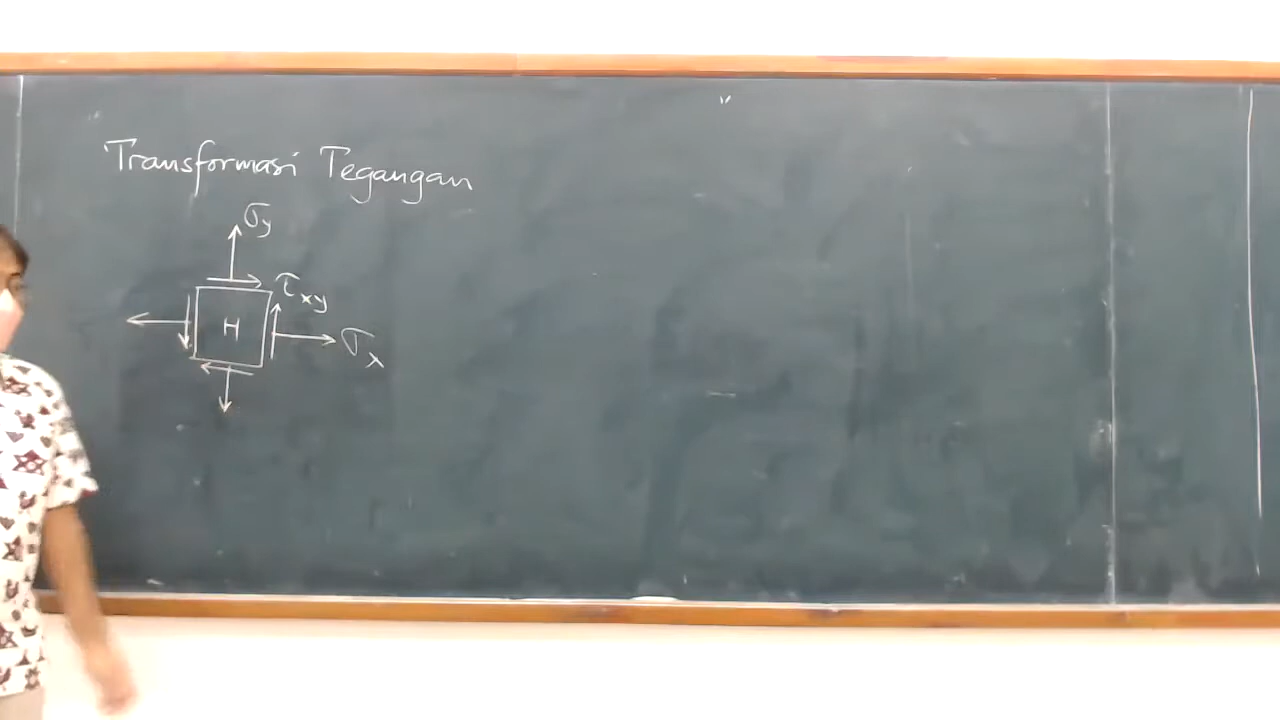 Transformasi Tegangan
σy
τxy
H
σx